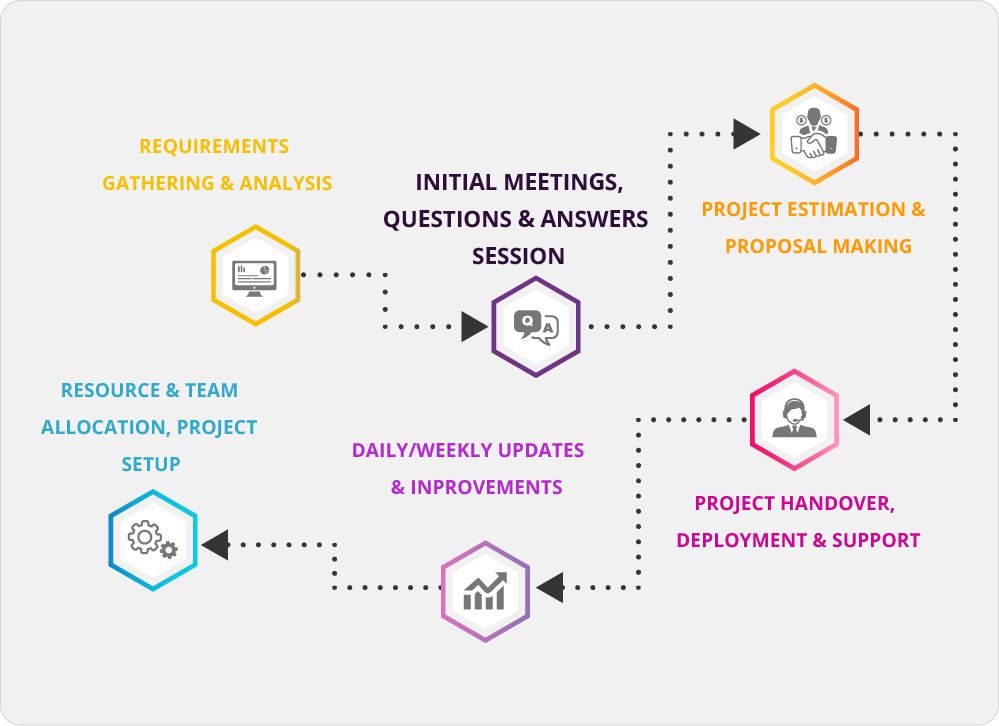 REQUIREMENTS
GATHERING & ANALYSIS
INITIAL MEETINGS,
QUESTIONS & ANSWERS
SESSION
Q
A
PROJECT ESTIMATION &
PROPOSAL MAKING
$
$
PROJECT HANDOVER,
DEPLOYMENT & SUPPORT
DAILY/WEEKLY UPDATES
& INPROVEMENTS
RESOURCE & TEAM
ALLOCATION, PROJECT
SETUP